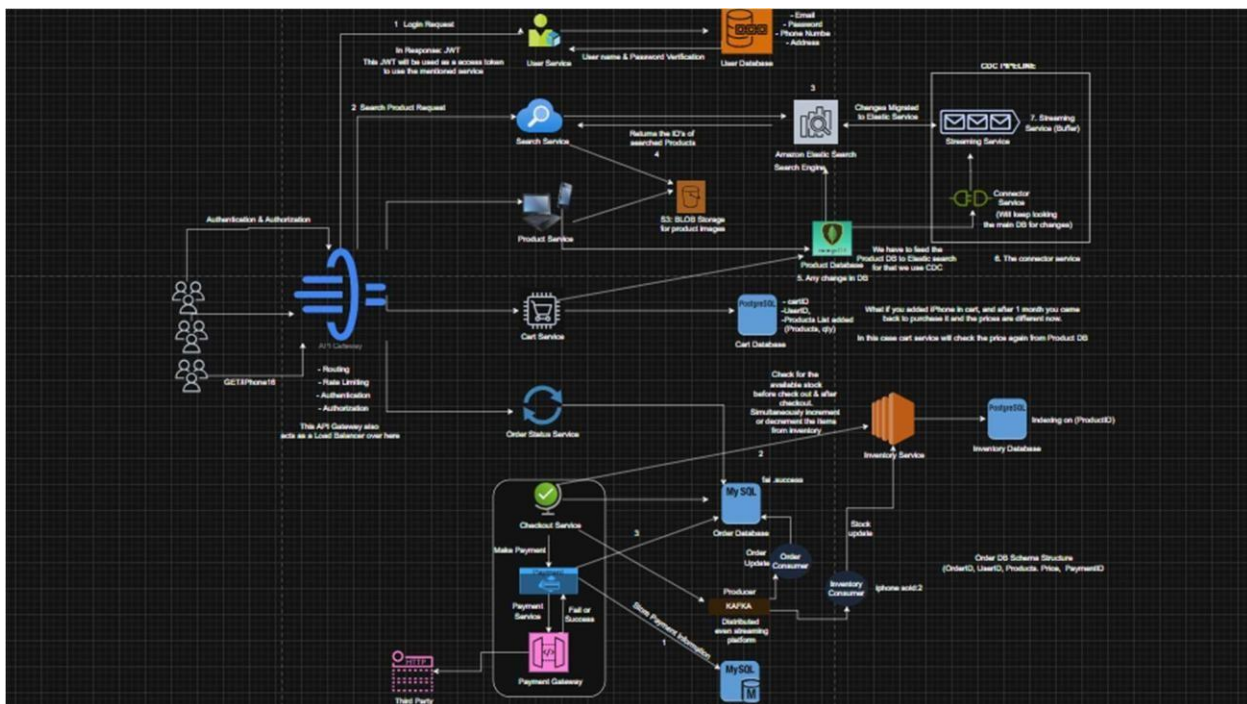 1 Login Request
In Response: JWT
This JWT will be used as a access token
to use the mentioned service
User Service
User name & Password Verification
- Email
- Password
- Phone Numbe
- Address
User Database
2 Search Product Request
Search Service
Returns the ID's of
searched Products
4
3
Amazon Elastic Search
Search Engine
Changes Migrated
to Elastic Service
CDC PIPELINE
7. Streaming
Service (Buffer)
Streaming Service
Connector
Service
(Will keep looking
the main DB for changes)
6. The connector service
Authentication & Authorization
Product Service
S3: BLOB Storage
for product images
Product Database
5. Any change in DB
We have to feed the
Product DB to Elastic search
for that we use CDC
API Gateway
- Routing
- Rate Limiting
- Authentication
- Authorization
This API Gateway also
acts as a Load Balancer over here
GET/iPhone16
Cart Service
PostgreSQL
- cartID
-UserID,
-Products List added
(Products, qty)
Cart Database
What if you added iPhone in cart, and after 1 month you came
back to purchase it and the prices are different now.
In this case cart service will check the price again from Product DB
Order Status Service
Check for the
available stock
before check out & after
checkout.
Simultaneously increment
or decrement the items
from inventory
2
Inventory Service
PostgreSQL
Indexing on (ProductID)
Inventory Database
Checkout Service
fai .success
MySQL
Order Database
3
Make Payment
Payment
Service
Fail or
Success
Payment Gateway
HTTP
Third Party
Store Payment Information
1
MySQL
M
Order
Update
Order
Consumer
Producer
KAFKA
Distributed
even streaming
platform
Stock
update
Inventory
Consumer
iphone sold:2
Order DB Schema Structure
(OrderID, UserID, Products. Price, PaymentID